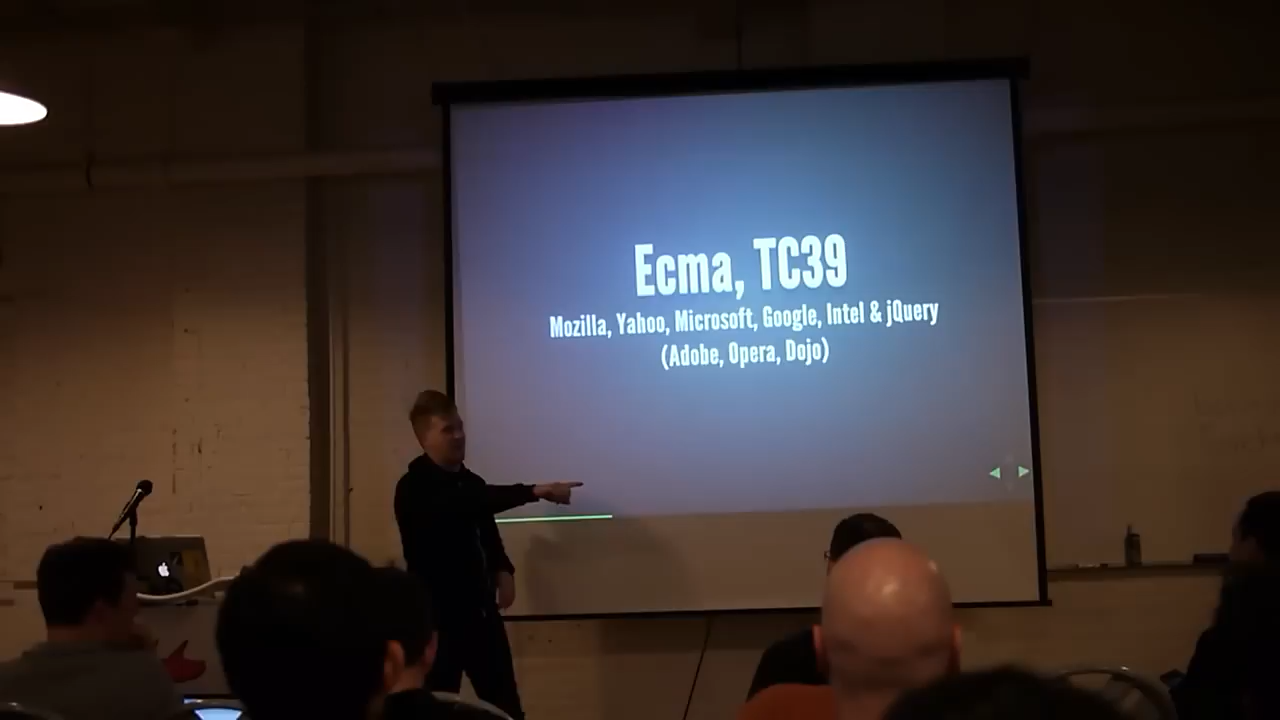 Ecma, TC39
Mozilla, Yahoo, Microsoft, Google, Intel & jQuery
(Adobe, Opera, Dojo)